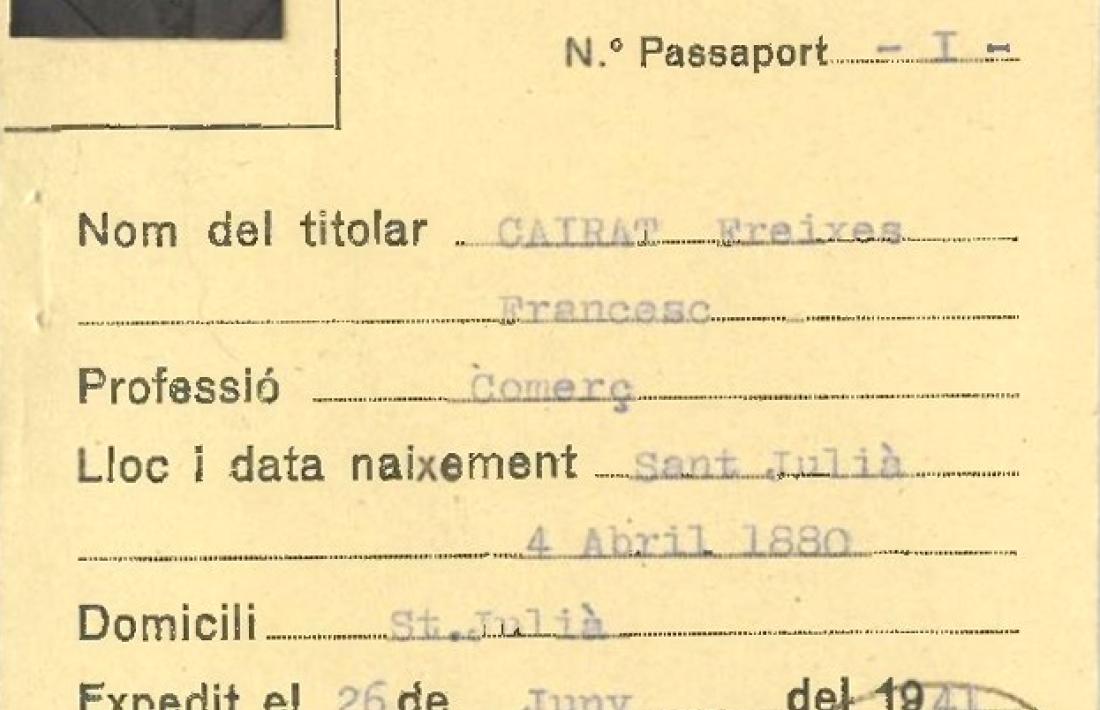 N.º Passaport - I -
Nom del titolar CAIRAT Freixes
Francesc
Professió Comerç
Lloc i data naixement Sant Julià
4 Abril 1880
Domicili St. Julià
Expedit el 26 de Juny del 1941